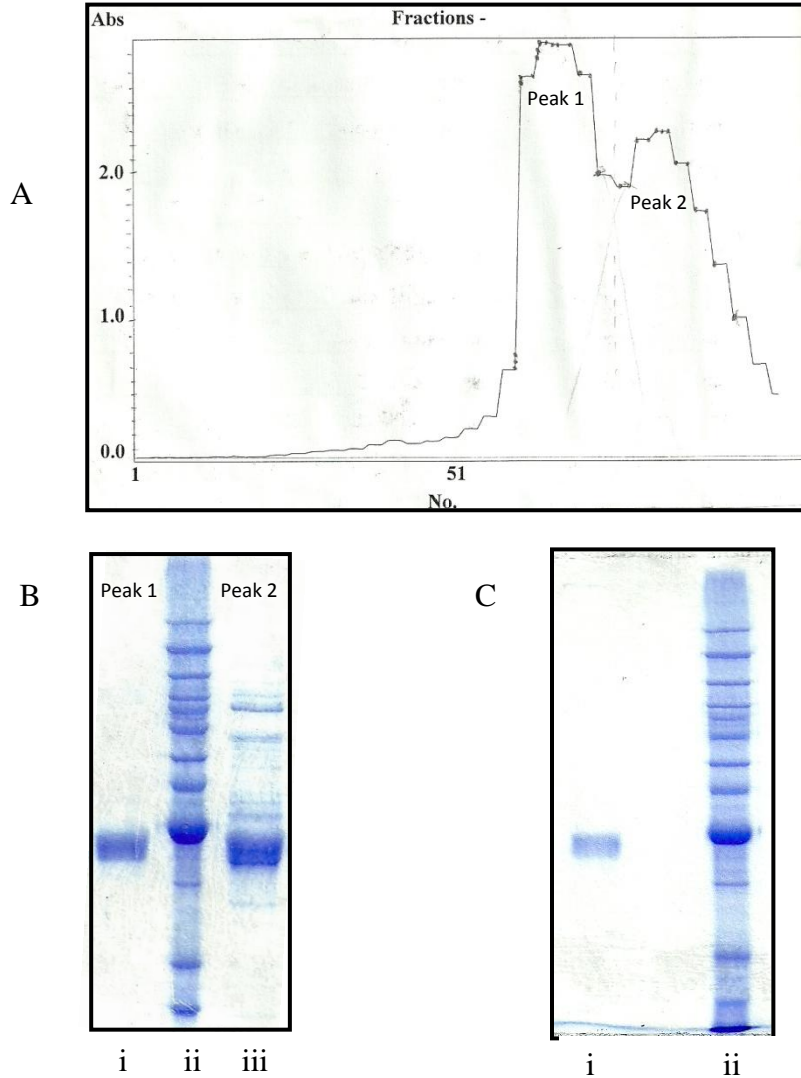 Abs
Fractions -
2.0
Peak 1
A
Peak 2
1.0
0.0
1
51
No.
B
Peak 1
Peak 2
C
i
ii
iii
i
ii